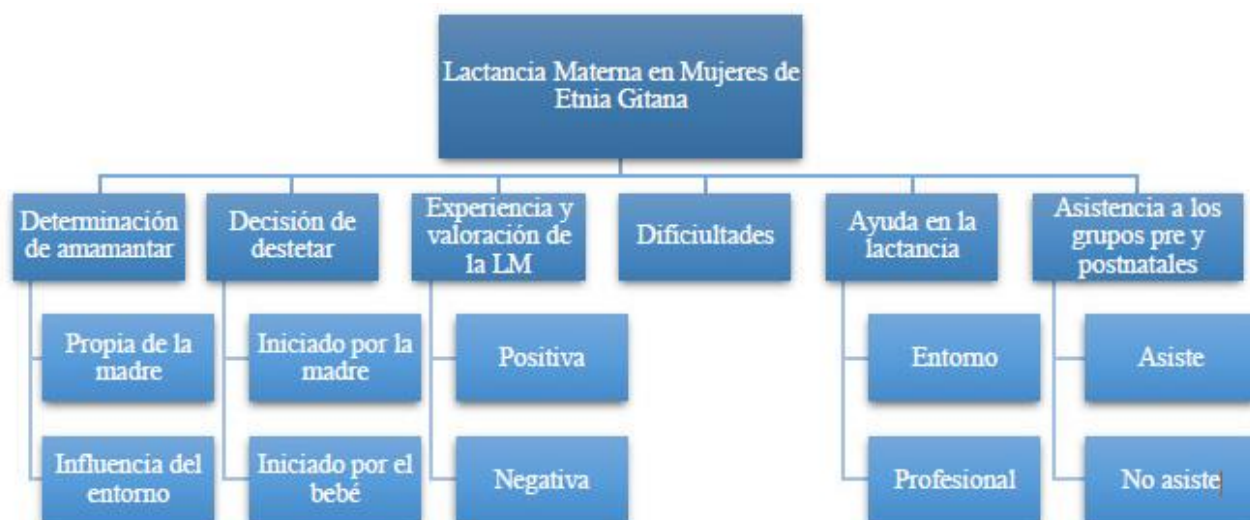 Lactancia Materna en Mujeres de
Etnia Gitana
Determinación
de amamantar
Decisión de
destetar
Experiencia y
valoración de
la LM
Dificiultades
Ayuda en la
lactancia
Asistencia a los
grupos pre y
postnatales
Propia de la
madre
Iniciado por la
madre
Positiva
Entorno
Asiste
Influencia del
entorno
Iniciado por el
bebé
Negativa
Profesional
No asiste